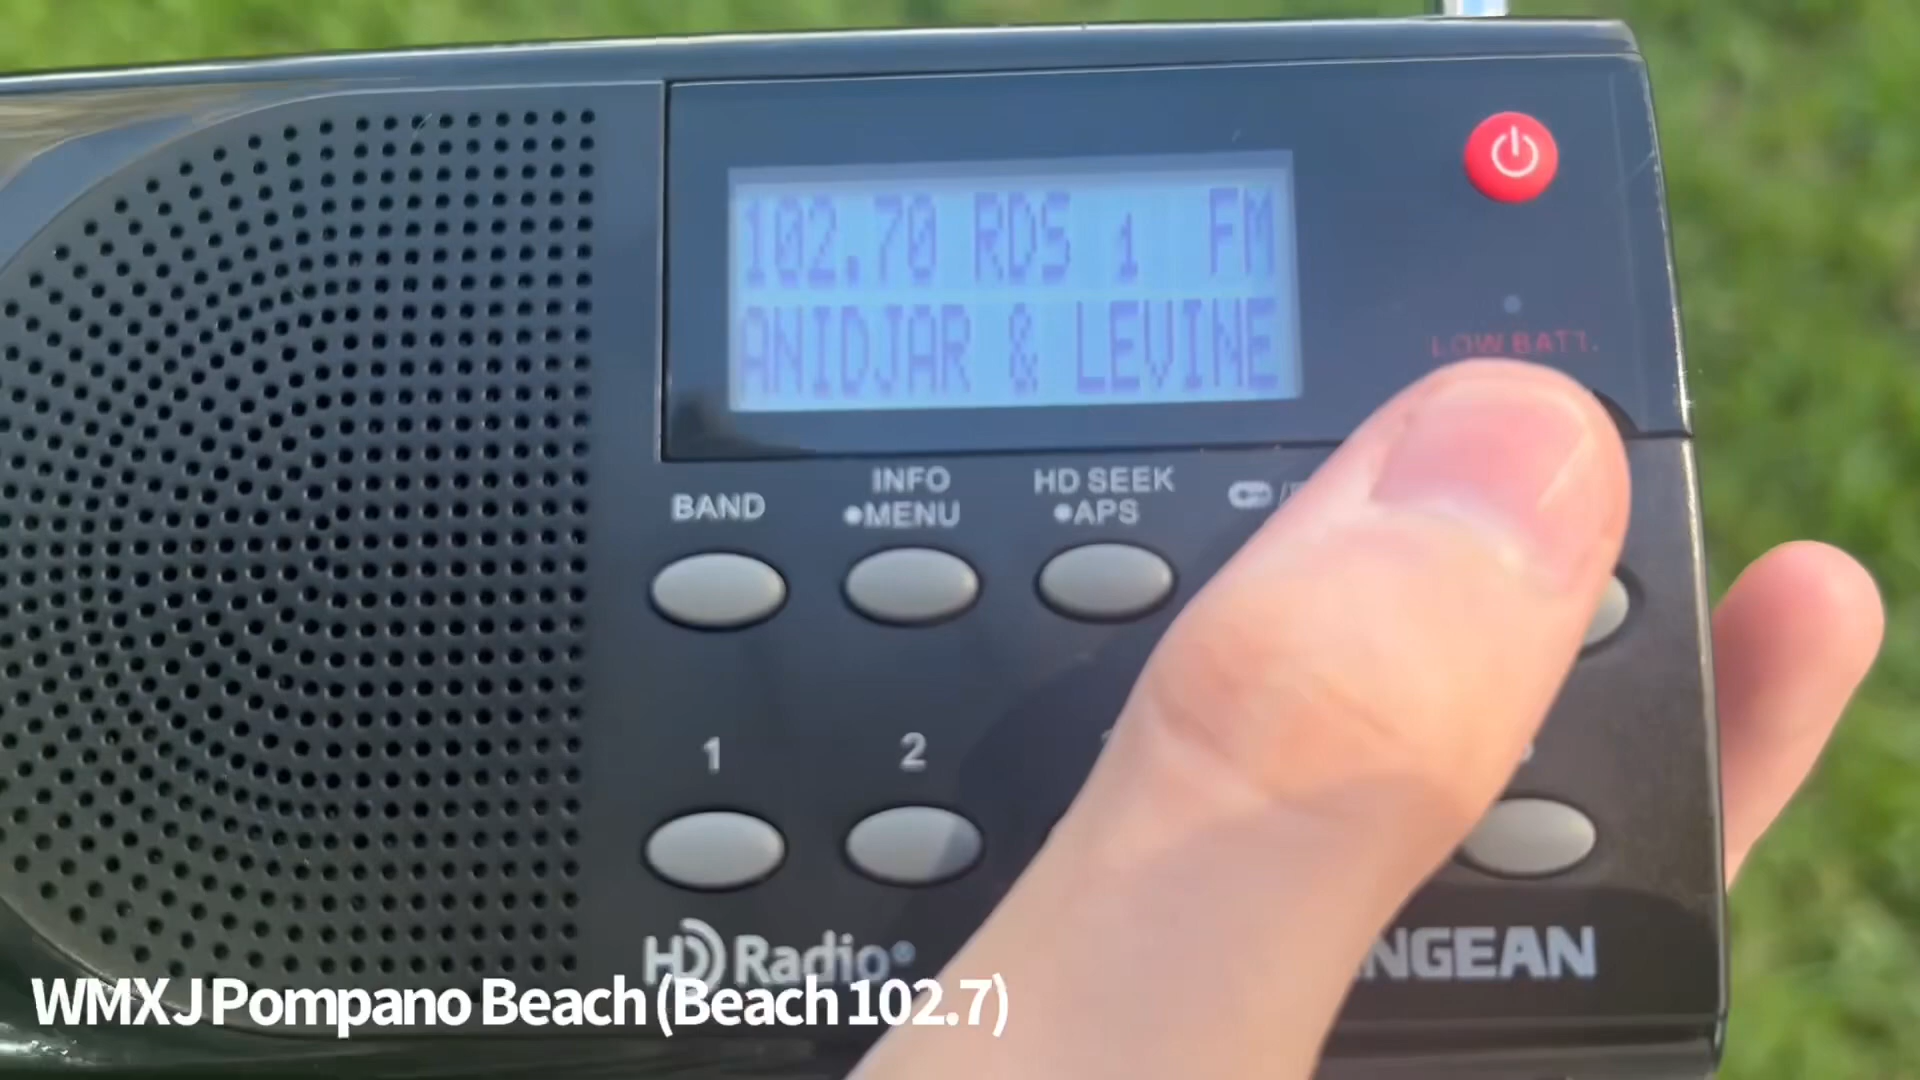 102.70 RDS 1 FM
ANIDJAR & LEVINE
LOW BATT.
BAND
INFO
•MENU
HD SEEK
•APS
1
2
HD Radio
NGEAN
WMXJ Pompano Beach (Beach 102.7)